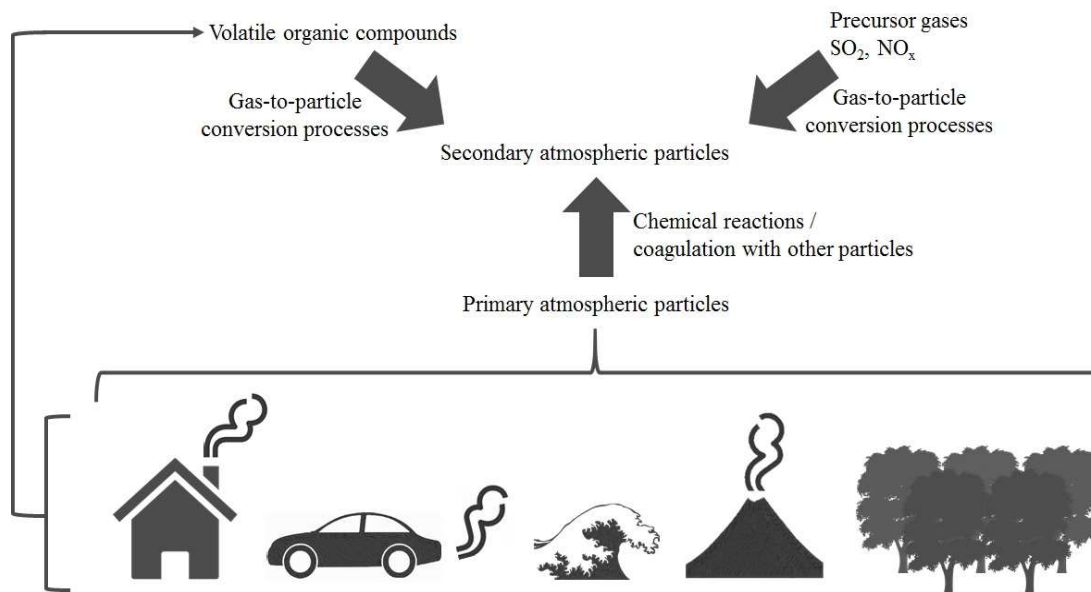 Volatile organic compounds
Precursor gases
SO₂, NOₓ
Gas-to-particle
conversion processes
Gas-to-particle
conversion processes
Secondary atmospheric particles
Chemical reactions /
coagulation with other particles
Primary atmospheric particles